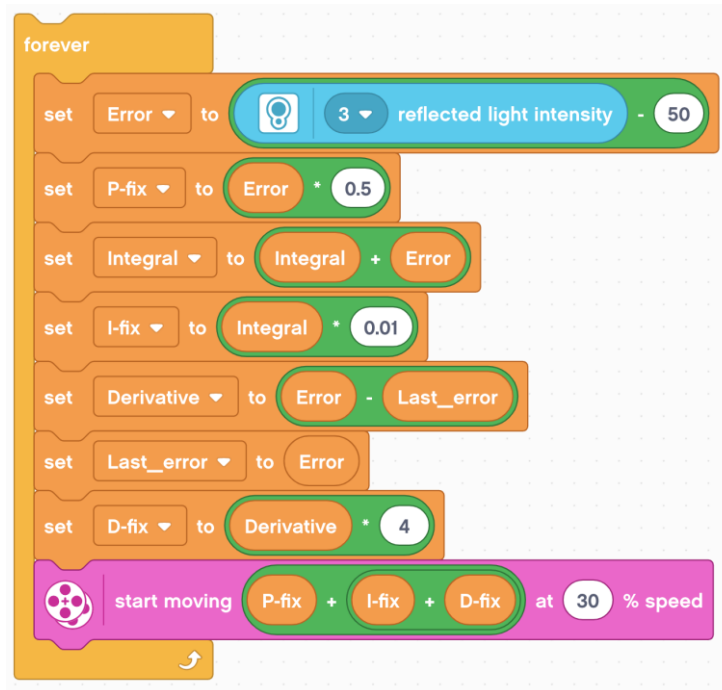 forever
set Error to 3 reflected light intensity - 50
set P-fix to Error * 0.5
set Integral to Integral + Error
set I-fix to Integral * 0.01
set Derivative to Error - Last_error
set Last_error to Error
set D-fix to Derivative * 4
start moving P-fix + I-fix + D-fix at 30 % speed